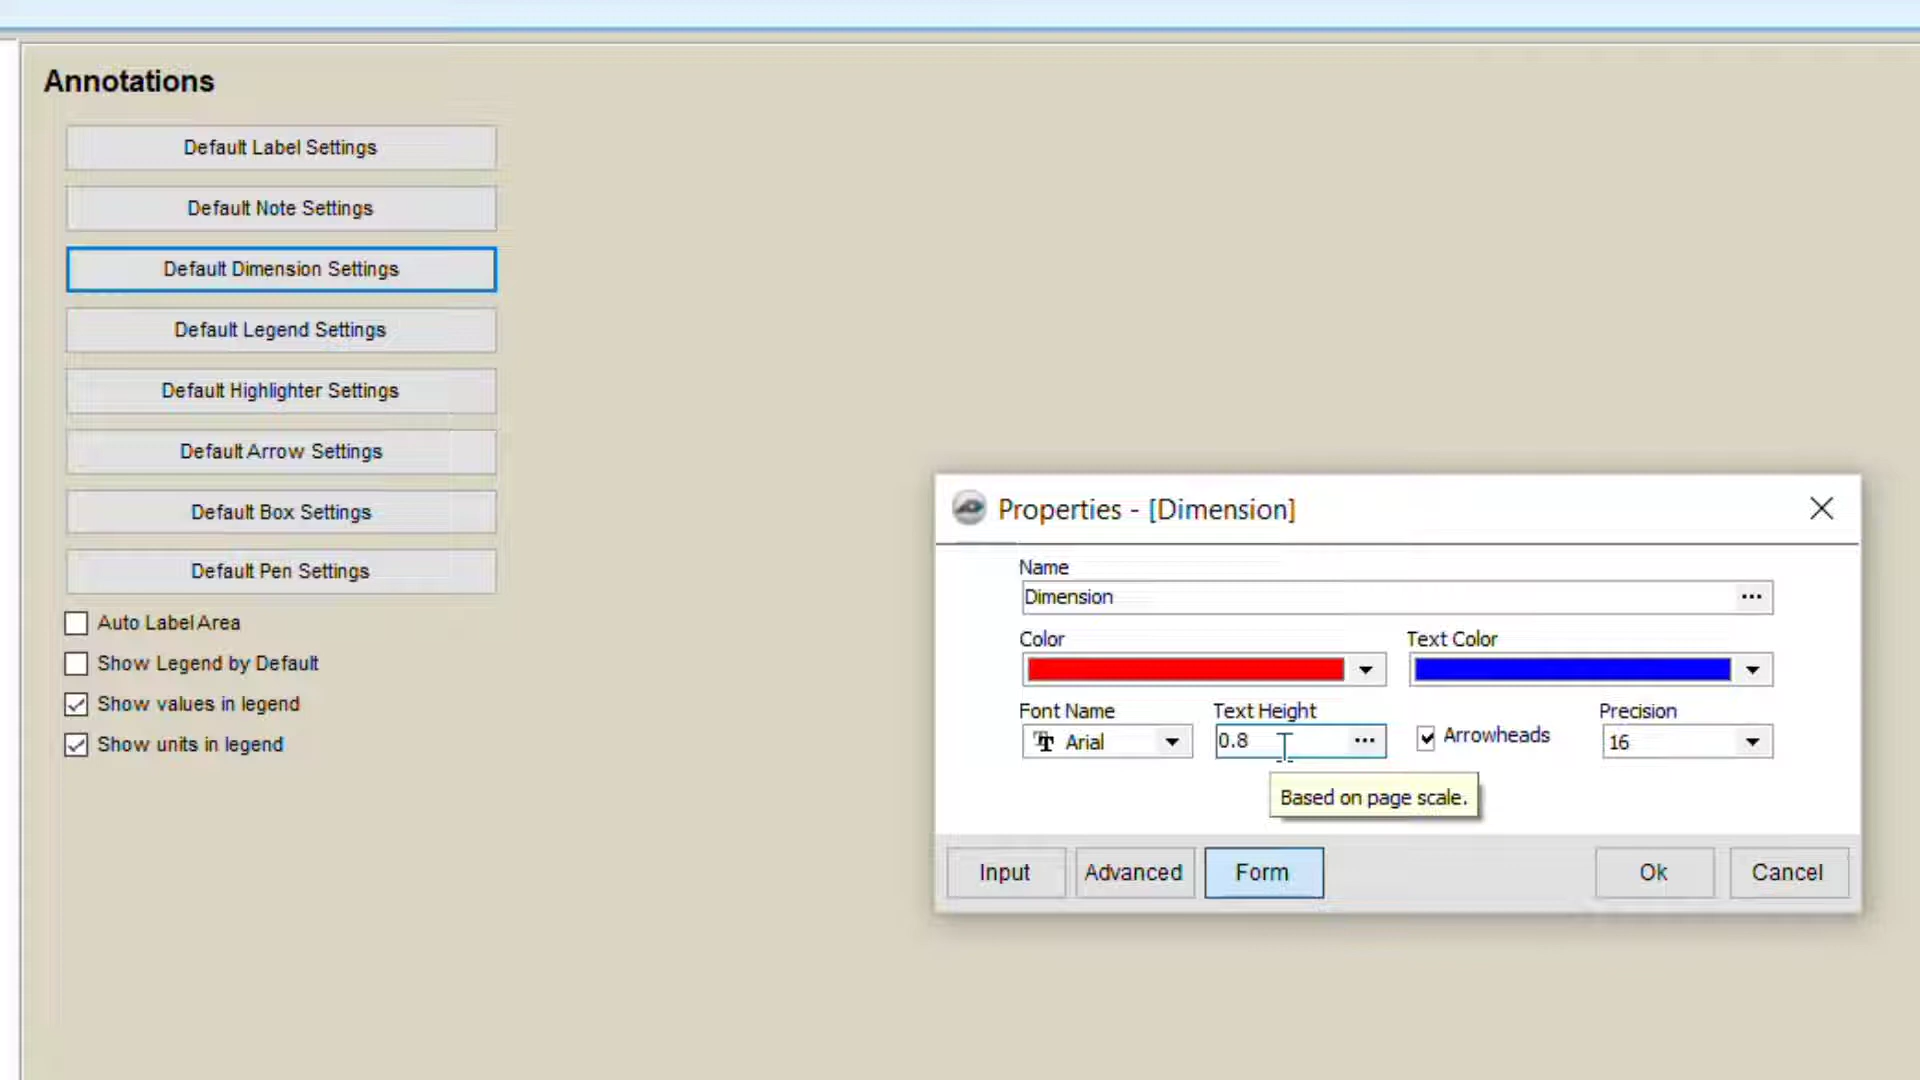 Annotations
Default Label Settings
Default Note Settings
Default Dimension Settings
Default Legend Settings
Default Highlighter Settings
Default Arrow Settings
Default Box Settings
Default Pen Settings
Auto Label Area
Show Legend by Default
Show values in legend
Show units in legend
Properties - [Dimension]
Name
Dimension
Color Text Color
Font Name Text Height Precision
Arial 0.8 Arrowheads 16
Based on page scale.
Input Advanced Form Ok Cancel